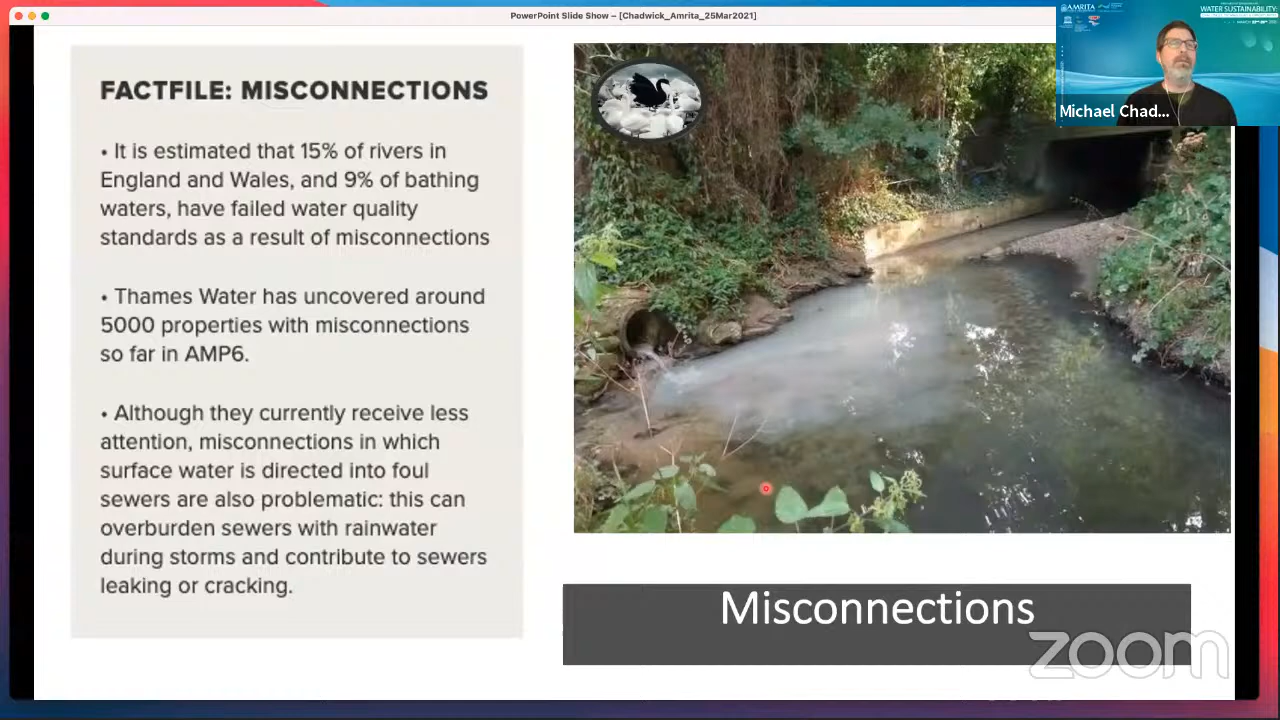 PowerPoint Slide Show – [Chadwick_Amrita_25Mar2021]
AMRITA
WATER SUSTAINABILITY:
Michael Chad...
FACTFILE: MISCONNECTIONS
• It is estimated that 15% of rivers in
England and Wales, and 9% of bathing
waters, have failed water quality
standards as a result of misconnections
• Thames Water has uncovered around
5000 properties with misconnections
so far in AMP6.
• Although they currently receive less
attention, misconnections in which
surface water is directed into foul
sewers are also problematic: this can
overburden sewers with rainwater
during storms and contribute to sewers
leaking or cracking.
Misconnections
zoom